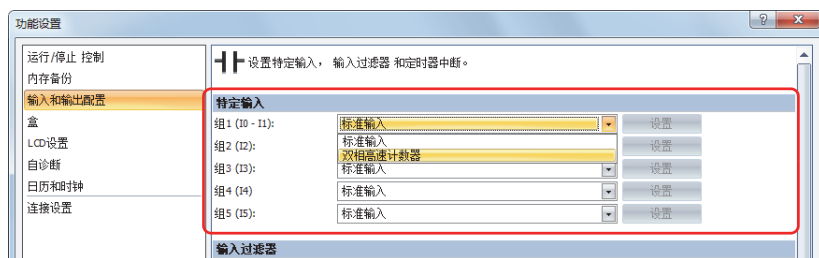 功能设置
运行/停止 控制
内存备份
输入和输出配置
盒
LCD设置
自诊断
日历和时钟
连接设置
设置特定输入， 输入过滤器 和定时器中断。
特定输入
组1 (I0 - I1): 标准输入 设置
标准输入
双相高速计数器
组2 (I2): 设置
组3 (I3): 标准输入 设置
组4 (I4) 标准输入 设置
组5 (I5): 标准输入 设置
输入过滤器